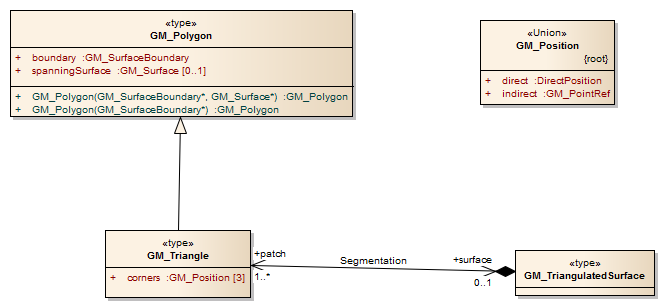 «type»
GM_Polygon
+ boundary :GM_SurfaceBoundary
+ spanningSurface :GM_Surface [0..1]
+ GM_Polygon(GM_SurfaceBoundary*, GM_Surface*) :GM_Polygon
+ GM_Polygon(GM_SurfaceBoundary*) :GM_Polygon
«Union»
GM_Position
{root}
+ direct :DirectPosition
+ indirect :GM_PointRef
«type»
GM_Triangle
+ corners :GM_Position [3]
+patch
1..*
Segmentation
+surface
0..1
«type»
GM_TriangulatedSurface